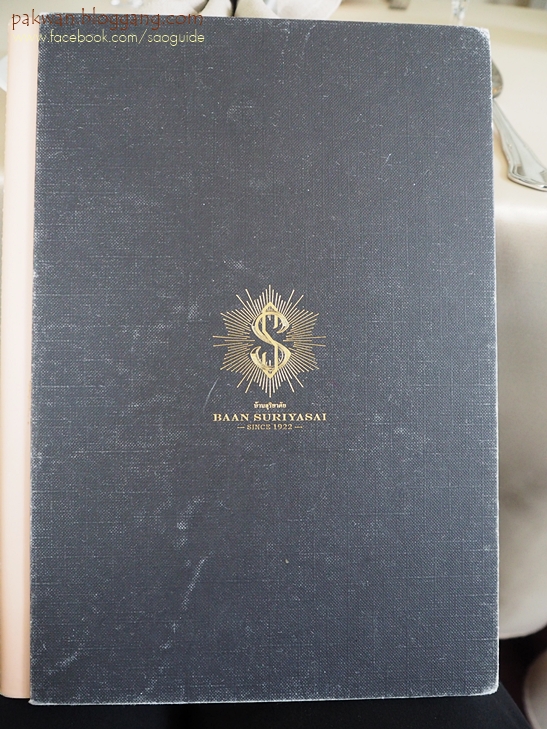 pakwan.bloggang.com
www.facebook.com/saoguide
S
บ้านสุริยาศัย
BAAN SURIYASAI
— SINCE 1922 —